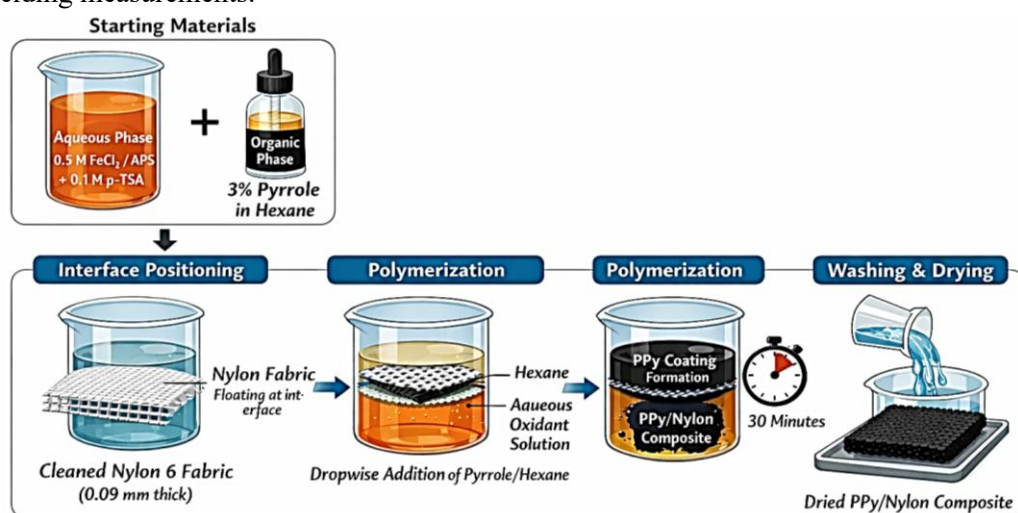 elding measurements.
Starting Materials
Aqueous Phase
0.5 M FeCl₂ / APS
+ 0.1 M p-TSA
+
Organic
Phase
3% Pyrrole
in Hexane
Interface Positioning
Polymerization
Polymerization
Washing & Drying
Nylon Fabric
Floating at int-
erface
Cleaned Nylon 6 Fabric
(0.09 mm thick)
Hexane
Aaueous
Oxidant
Solution
Dropwise Addition of Pyrrole/Hexane
PPy Coating
Formation
PPy/Nylon
Composite
30 Minutes
Dried PPy/Nylon Composite